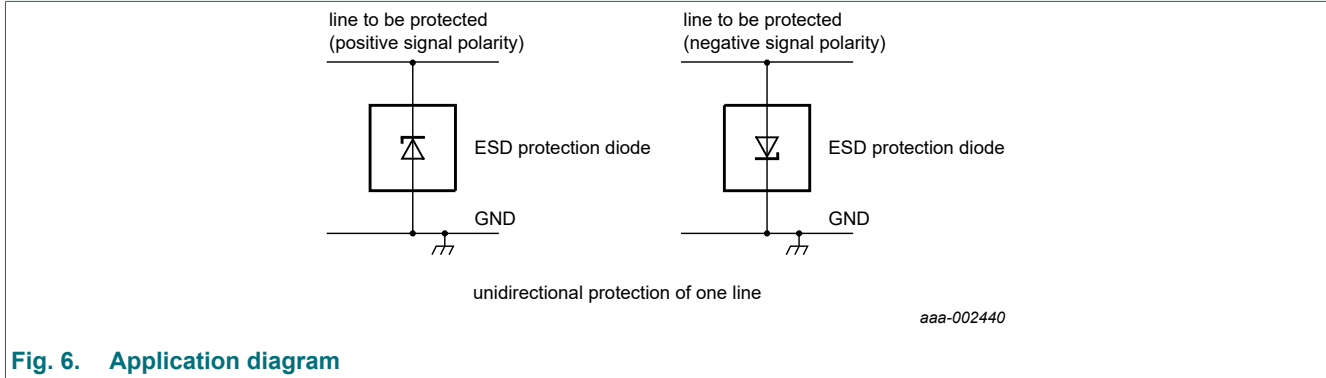 line to be protected
(positive signal polarity)
ESD protection diode
GND
line to be protected
(negative signal polarity)
ESD protection diode
GND
unidirectional protection of one line
aaa-002440
Fig. 6. Application diagram